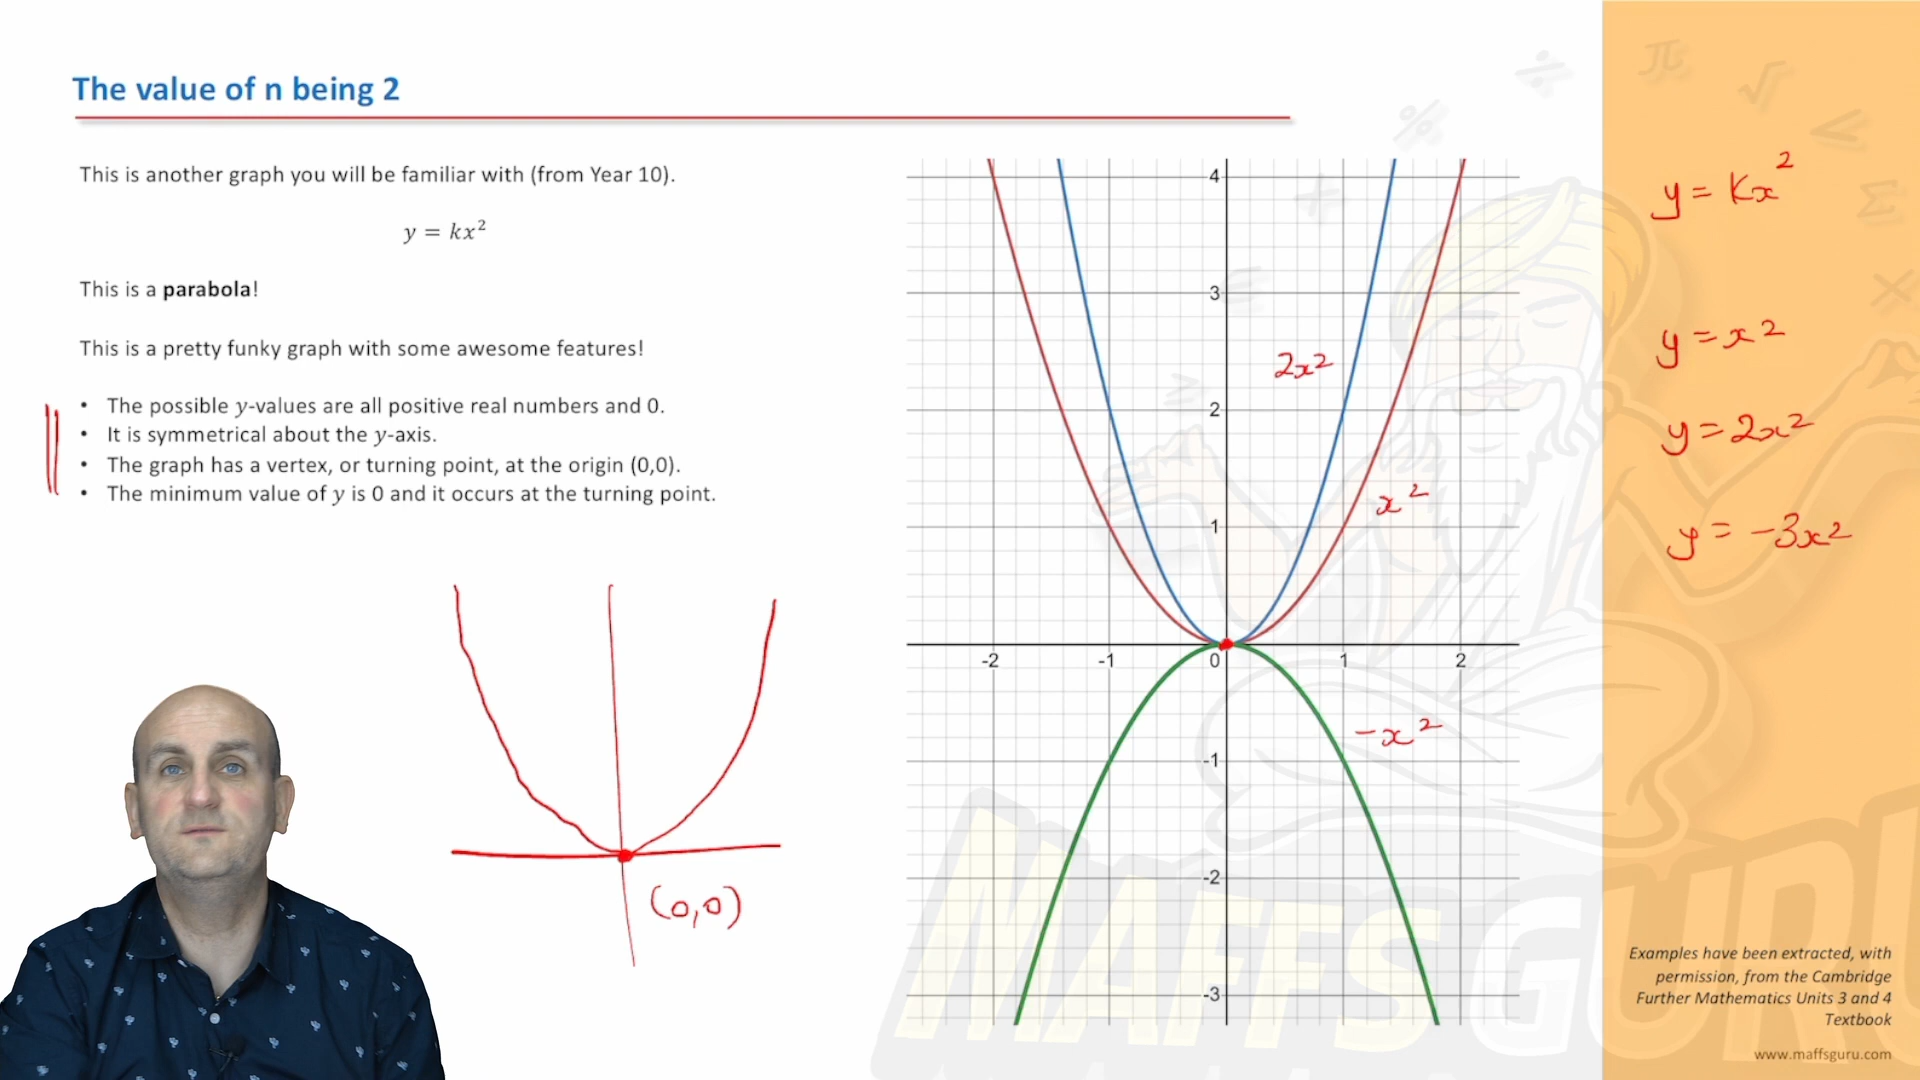 The value of n being 2
This is another graph you will be familiar with (from Year 10).
y = kx²
This is a parabola!
This is a pretty funky graph with some awesome features!
• The possible y-values are all positive real numbers and 0.
• It is symmetrical about the y-axis.
• The graph has a vertex, or turning point, at the origin (0,0).
• The minimum value of y is 0 and it occurs at the turning point.
(0,0)
4
3
2
1
-2 -1 0 1 2
-1
-2
-3
2x²
x²
-x²
y = Kx²
y = x²
y = 2x²
y = -3x²
MAFFS GURU
Examples have been extracted, with
permission, from the Cambridge
Further Mathematics Units 3 and 4
Textbook
www.maffsguru.com